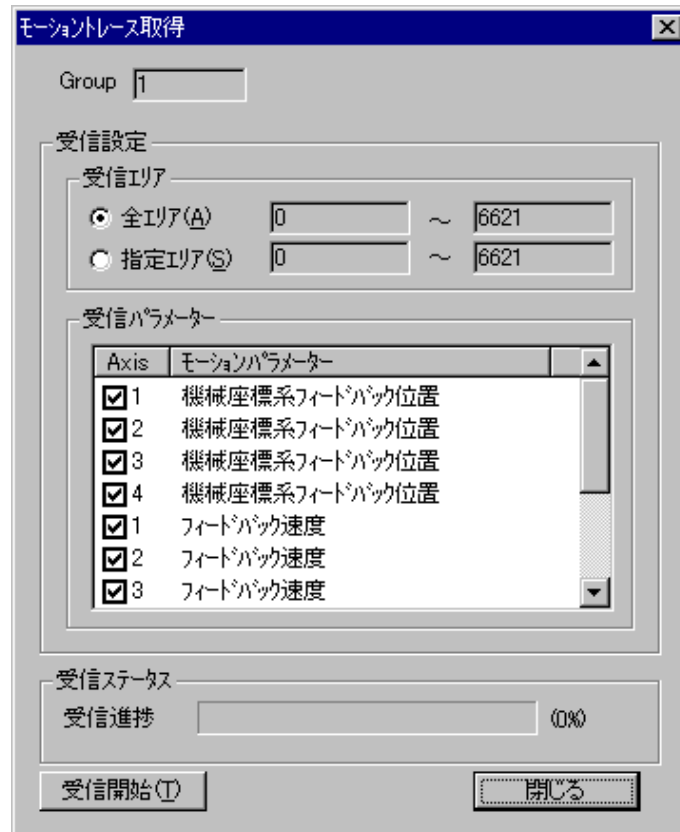 ﾓｰｼｮﾝﾄﾚｰｽ取得
Group 1
受信設定
受信ｴﾘｱ
全ｴﾘｱ(A) 0 ～ 6621
指定ｴﾘｱ(S) 0 ～ 6621
受信ﾊﾟﾗﾒｰﾀｰ
Axis ﾓｰｼｮﾝﾊﾟﾗﾒｰﾀｰ
1 機械座標系ﾌｨｰﾄﾞﾊﾞｯｸ位置
2 機械座標系ﾌｨｰﾄﾞﾊﾞｯｸ位置
3 機械座標系ﾌｨｰﾄﾞﾊﾞｯｸ位置
4 機械座標系ﾌｨｰﾄﾞﾊﾞｯｸ位置
1 ﾌｨｰﾄﾞﾊﾞｯｸ速度
2 ﾌｨｰﾄﾞﾊﾞｯｸ速度
3 ﾌｨｰﾄﾞﾊﾞｯｸ速度
受信ｽﾃｰﾀｽ
受信進捗 (0%)
受信開始(T) 閉じる